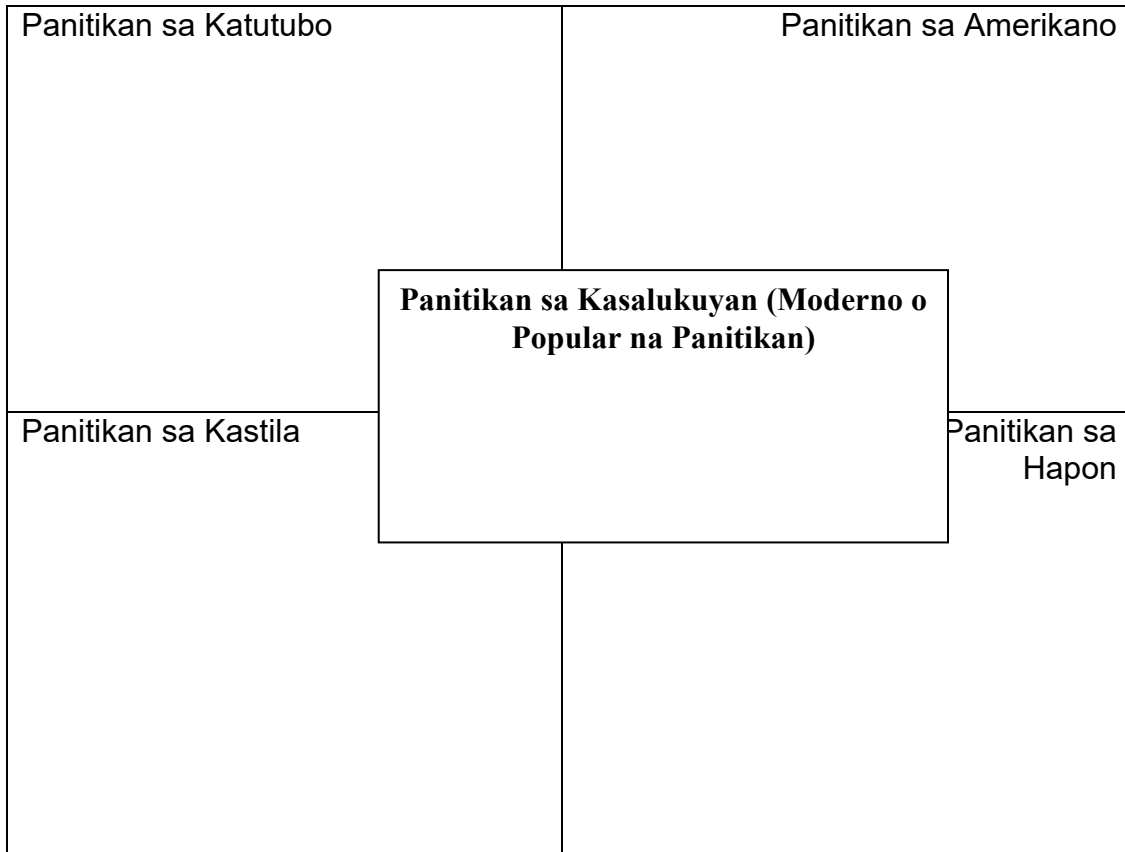 Panitikan sa Katutubo
Panitikan sa Amerikano
Panitikan sa Kasalukuyan (Moderno o
Popular na Panitikan)
Panitikan sa Kastila
Panitikan sa
Hapon